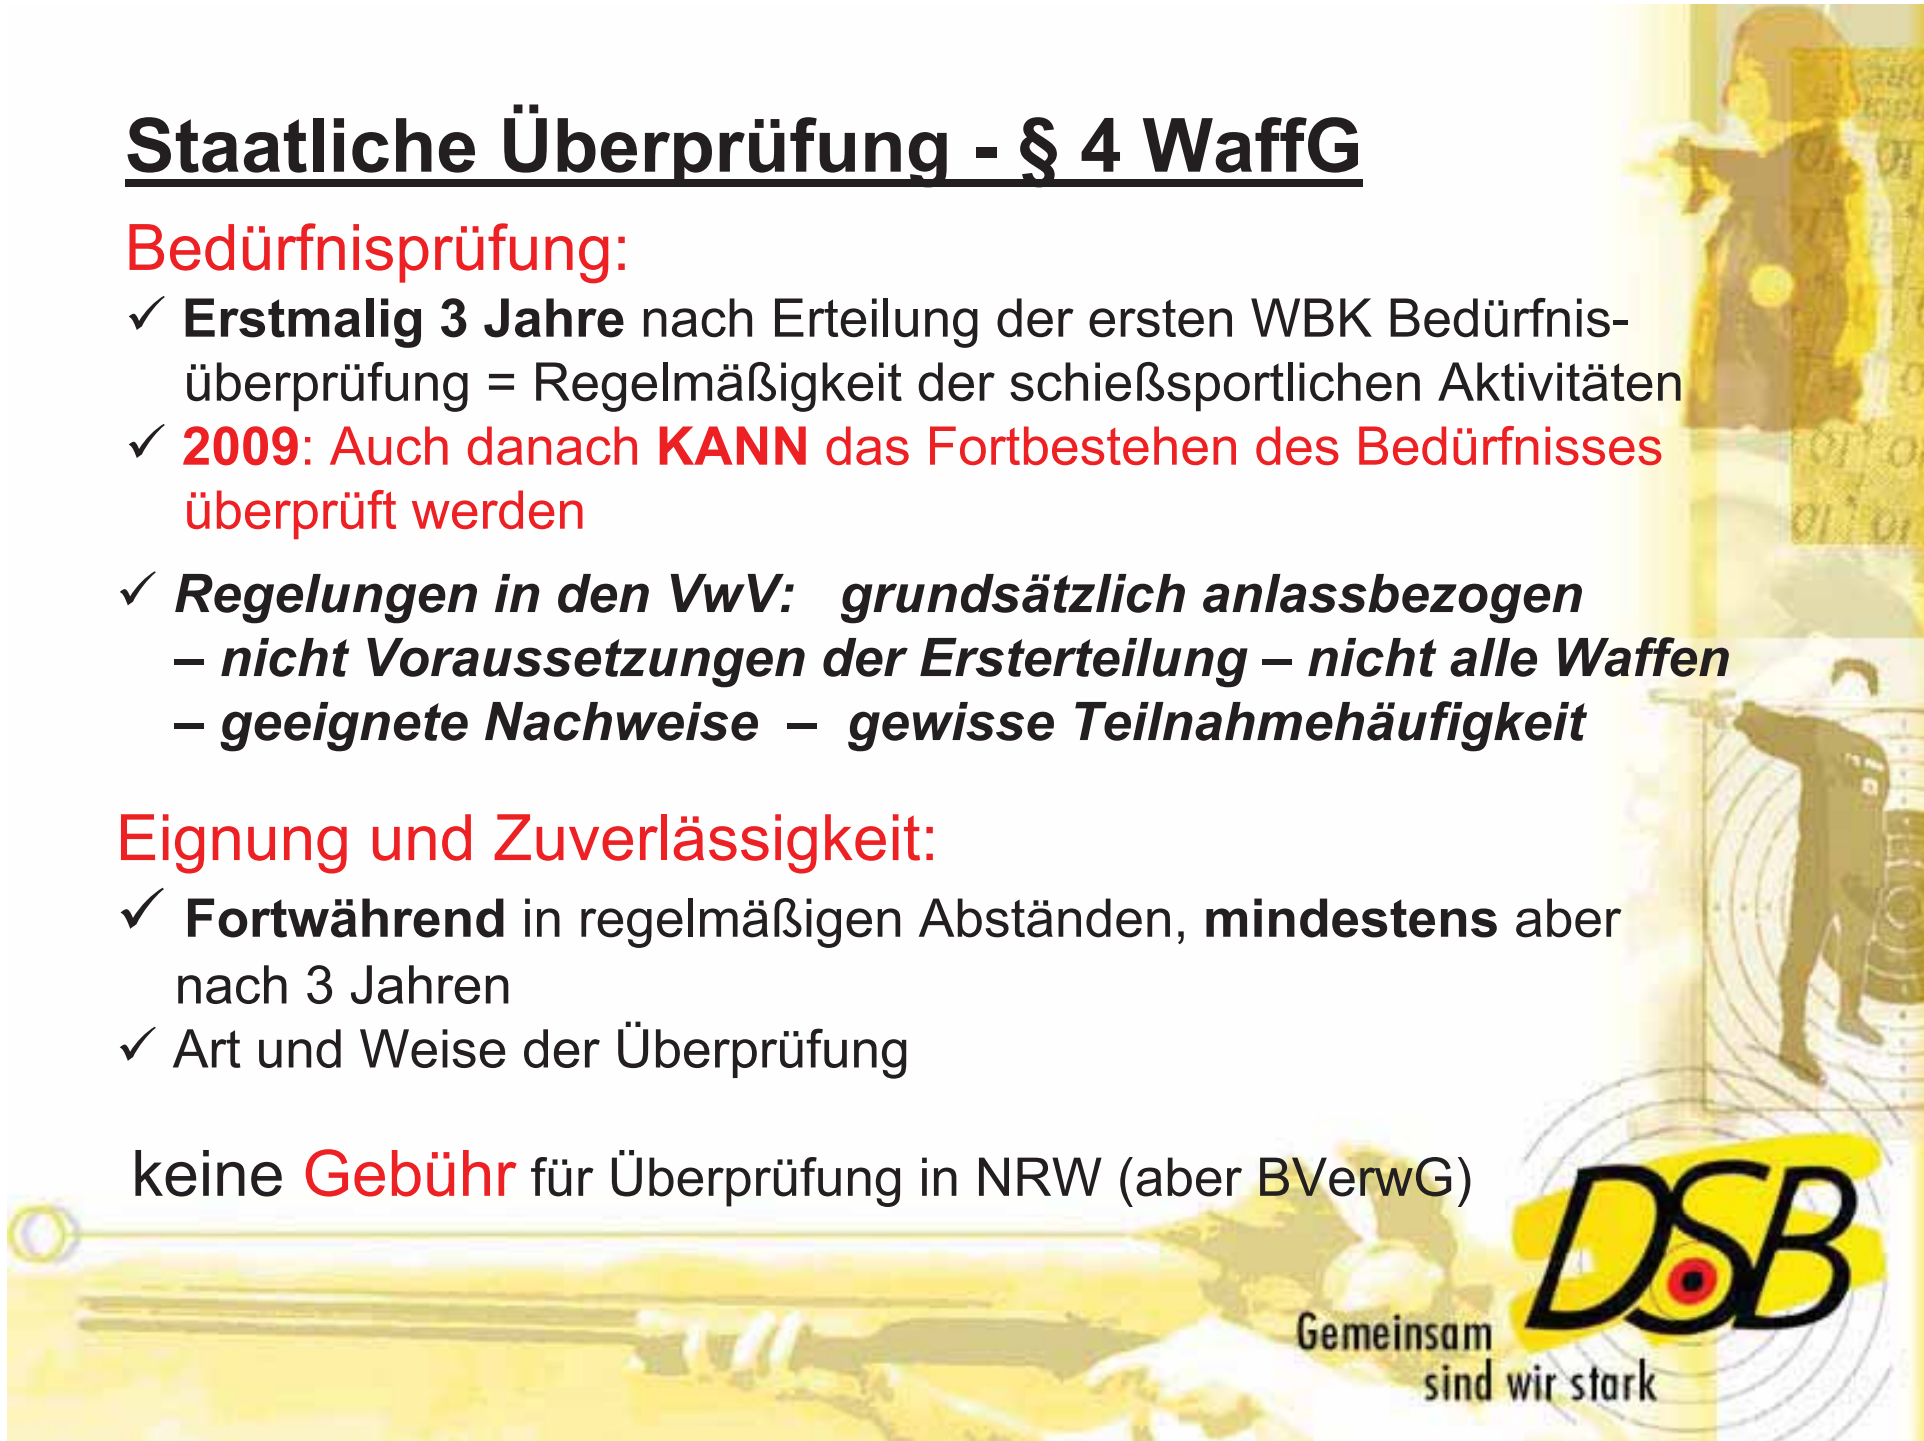 Staatliche Überprüfung - § 4 WaffG
Bedürfnisprüfung:
✓ Erstmalig 3 Jahre nach Erteilung der ersten WBK Bedürfnis-
überprüfung = Regelmäßigkeit der schießsportlichen Aktivitäten
✓ 2009: Auch danach KANN das Fortbestehen des Bedürfnisses
überprüft werden
✓ Regelungen in den VwV: grundsätzlich anlassbezogen
– nicht Voraussetzungen der Ersterteilung – nicht alle Waffen
– geeignete Nachweise – gewisse Teilnahmehäufigkeit
Eignung und Zuverlässigkeit:
✓ Fortwährend in regelmäßigen Abständen, mindestens aber
nach 3 Jahren
✓ Art und Weise der Überprüfung
keine Gebühr für Überprüfung in NRW (aber BVerwG)
DSB
Gemeinsam
sind wir stark